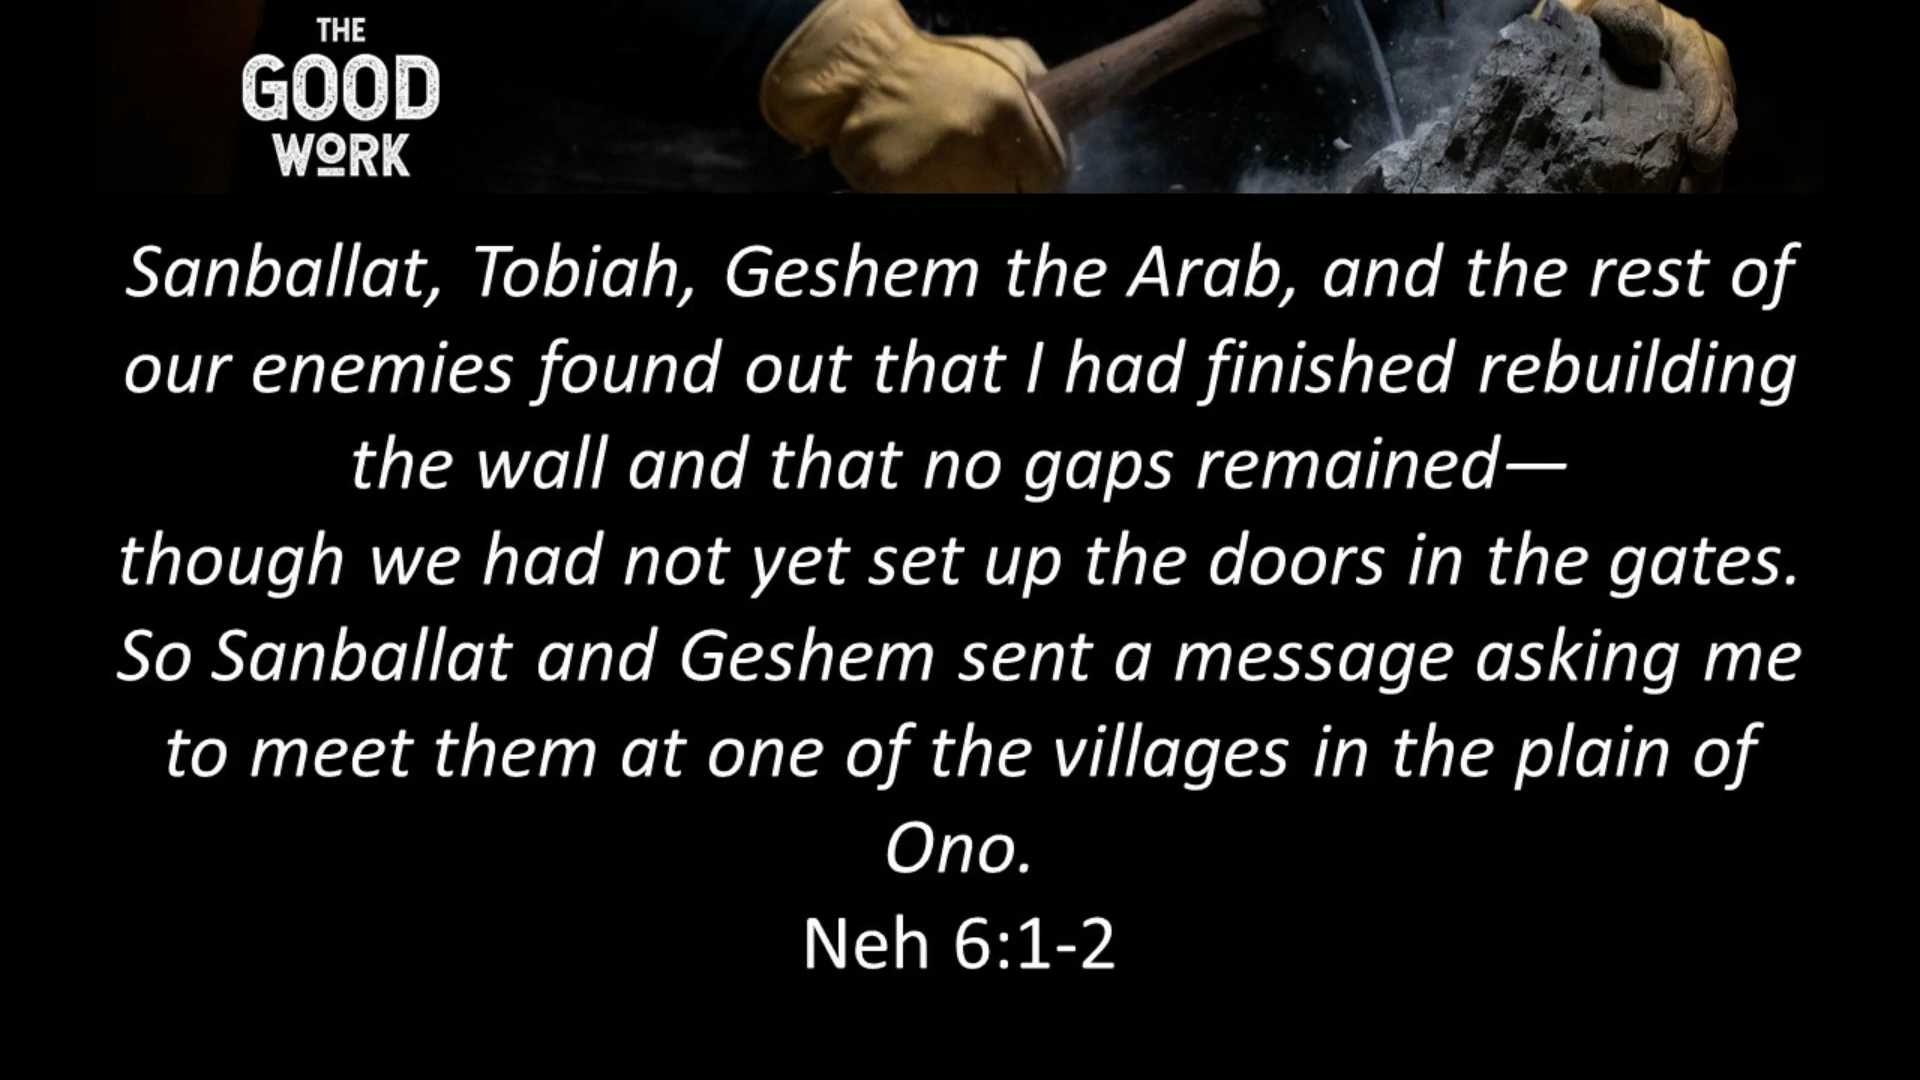 THE
GOOD
WORK
Sanballat, Tobiah, Geshem the Arab, and the rest of
our enemies found out that I had finished rebuilding
the wall and that no gaps remained—
though we had not yet set up the doors in the gates.
So Sanballat and Geshem sent a message asking me
to meet them at one of the villages in the plain of
Ono.
Neh 6:1-2